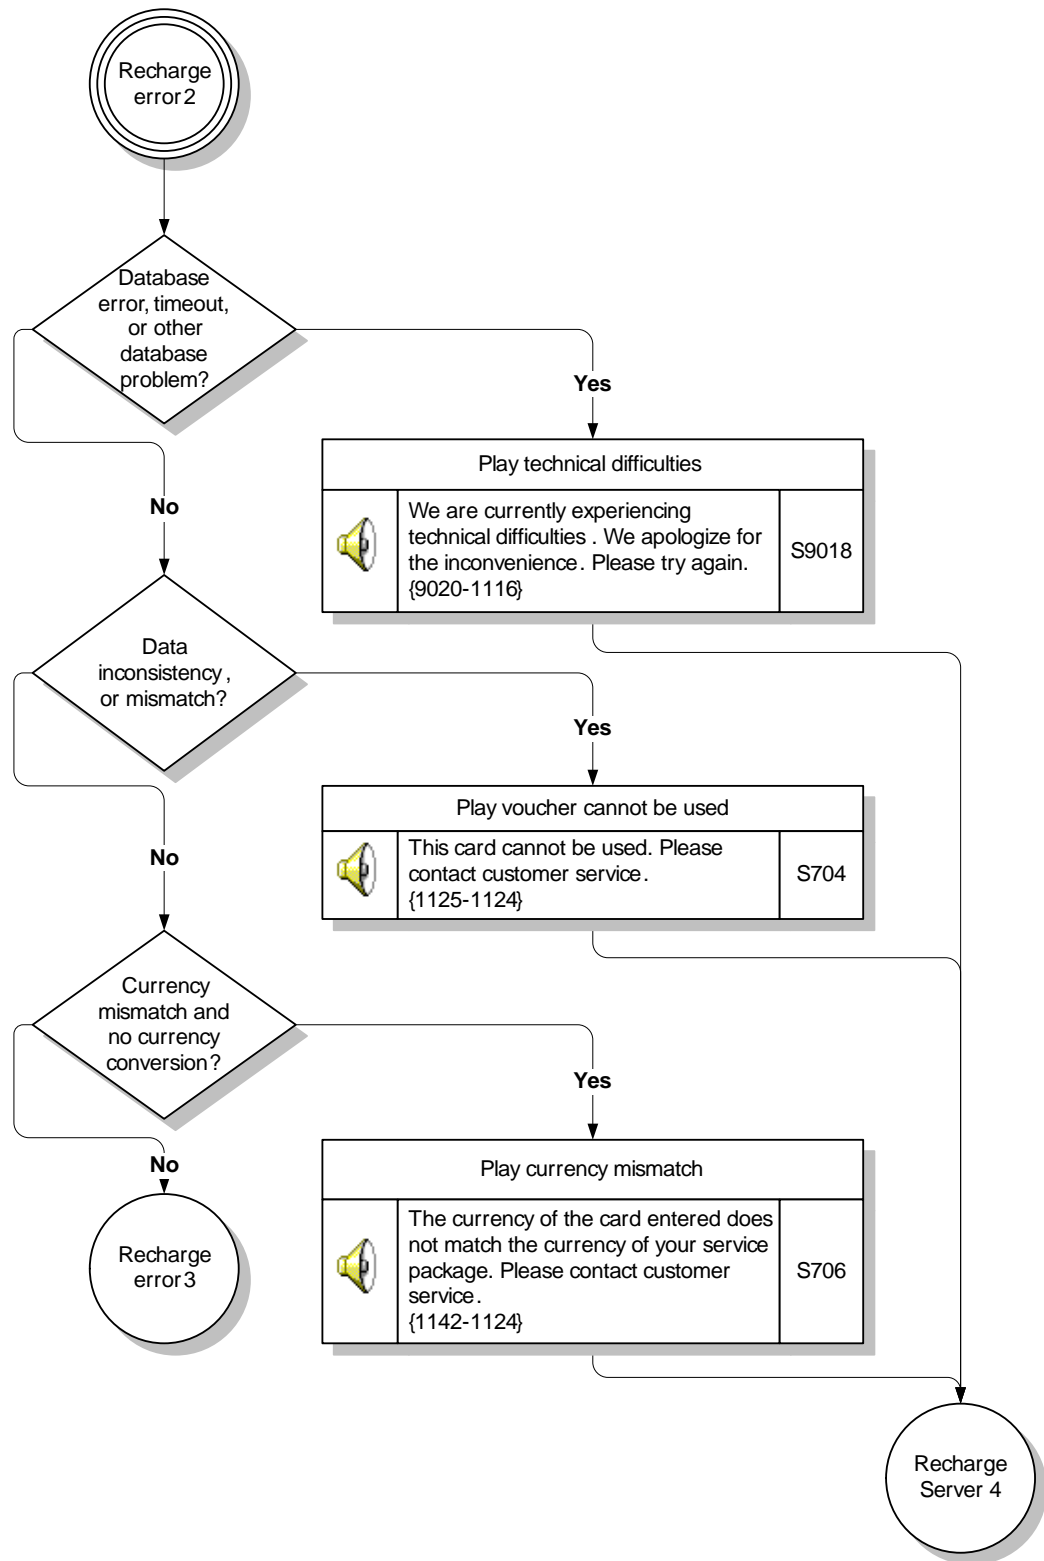 Recharge
error 2
Database
error, timeout,
or other
database
problem?
Yes
Play technical difficulties
No
We are currently experiencing
technical difficulties . We apologize for
the inconvenience. Please try again.
{9020-1116}
S9018
Data
inconsistency,
or mismatch?
Yes
Play voucher cannot be used
No
This card cannot be used. Please
contact customer service.
{1125-1124}
S704
Currency
mismatch and
no currency
conversion?
Yes
Play currency mismatch
No
The currency of the card entered does
not match the currency of your service
package. Please contact customer
service.
{1142-1124}
S706
Recharge
error 3
Recharge
Server 4